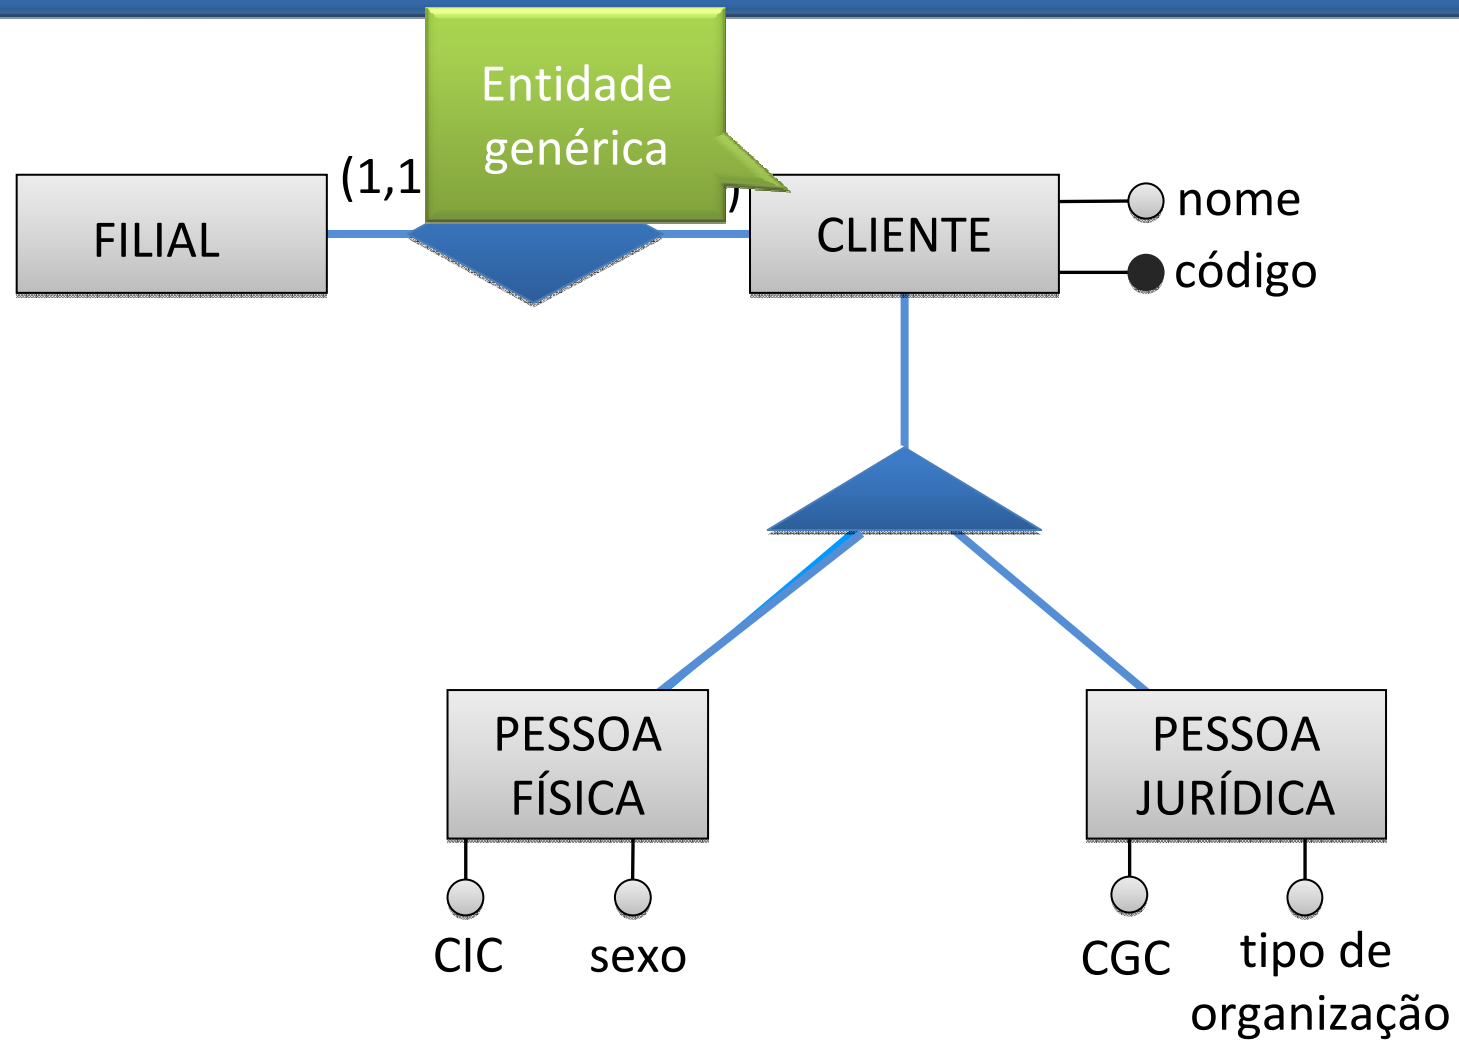 Entidade
genérica
(1,1
)
FILIAL
CLIENTE
nome
código
PESSOA
FÍSICA
PESSOA
JURÍDICA
CIC
sexo
CGC
tipo de
organização